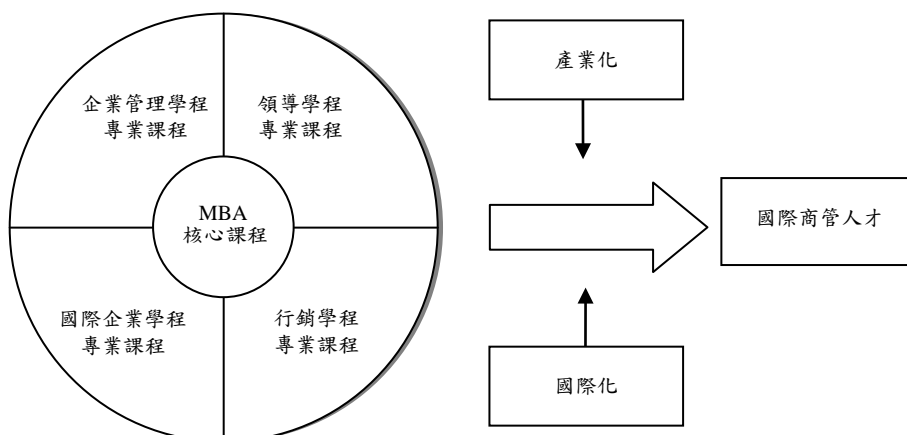 企業管理學程
專業課程
領導學程
專業課程
MBA
核心課程
國際企業學程
專業課程
行銷學程
專業課程
產業化
國際商管人才
國際化